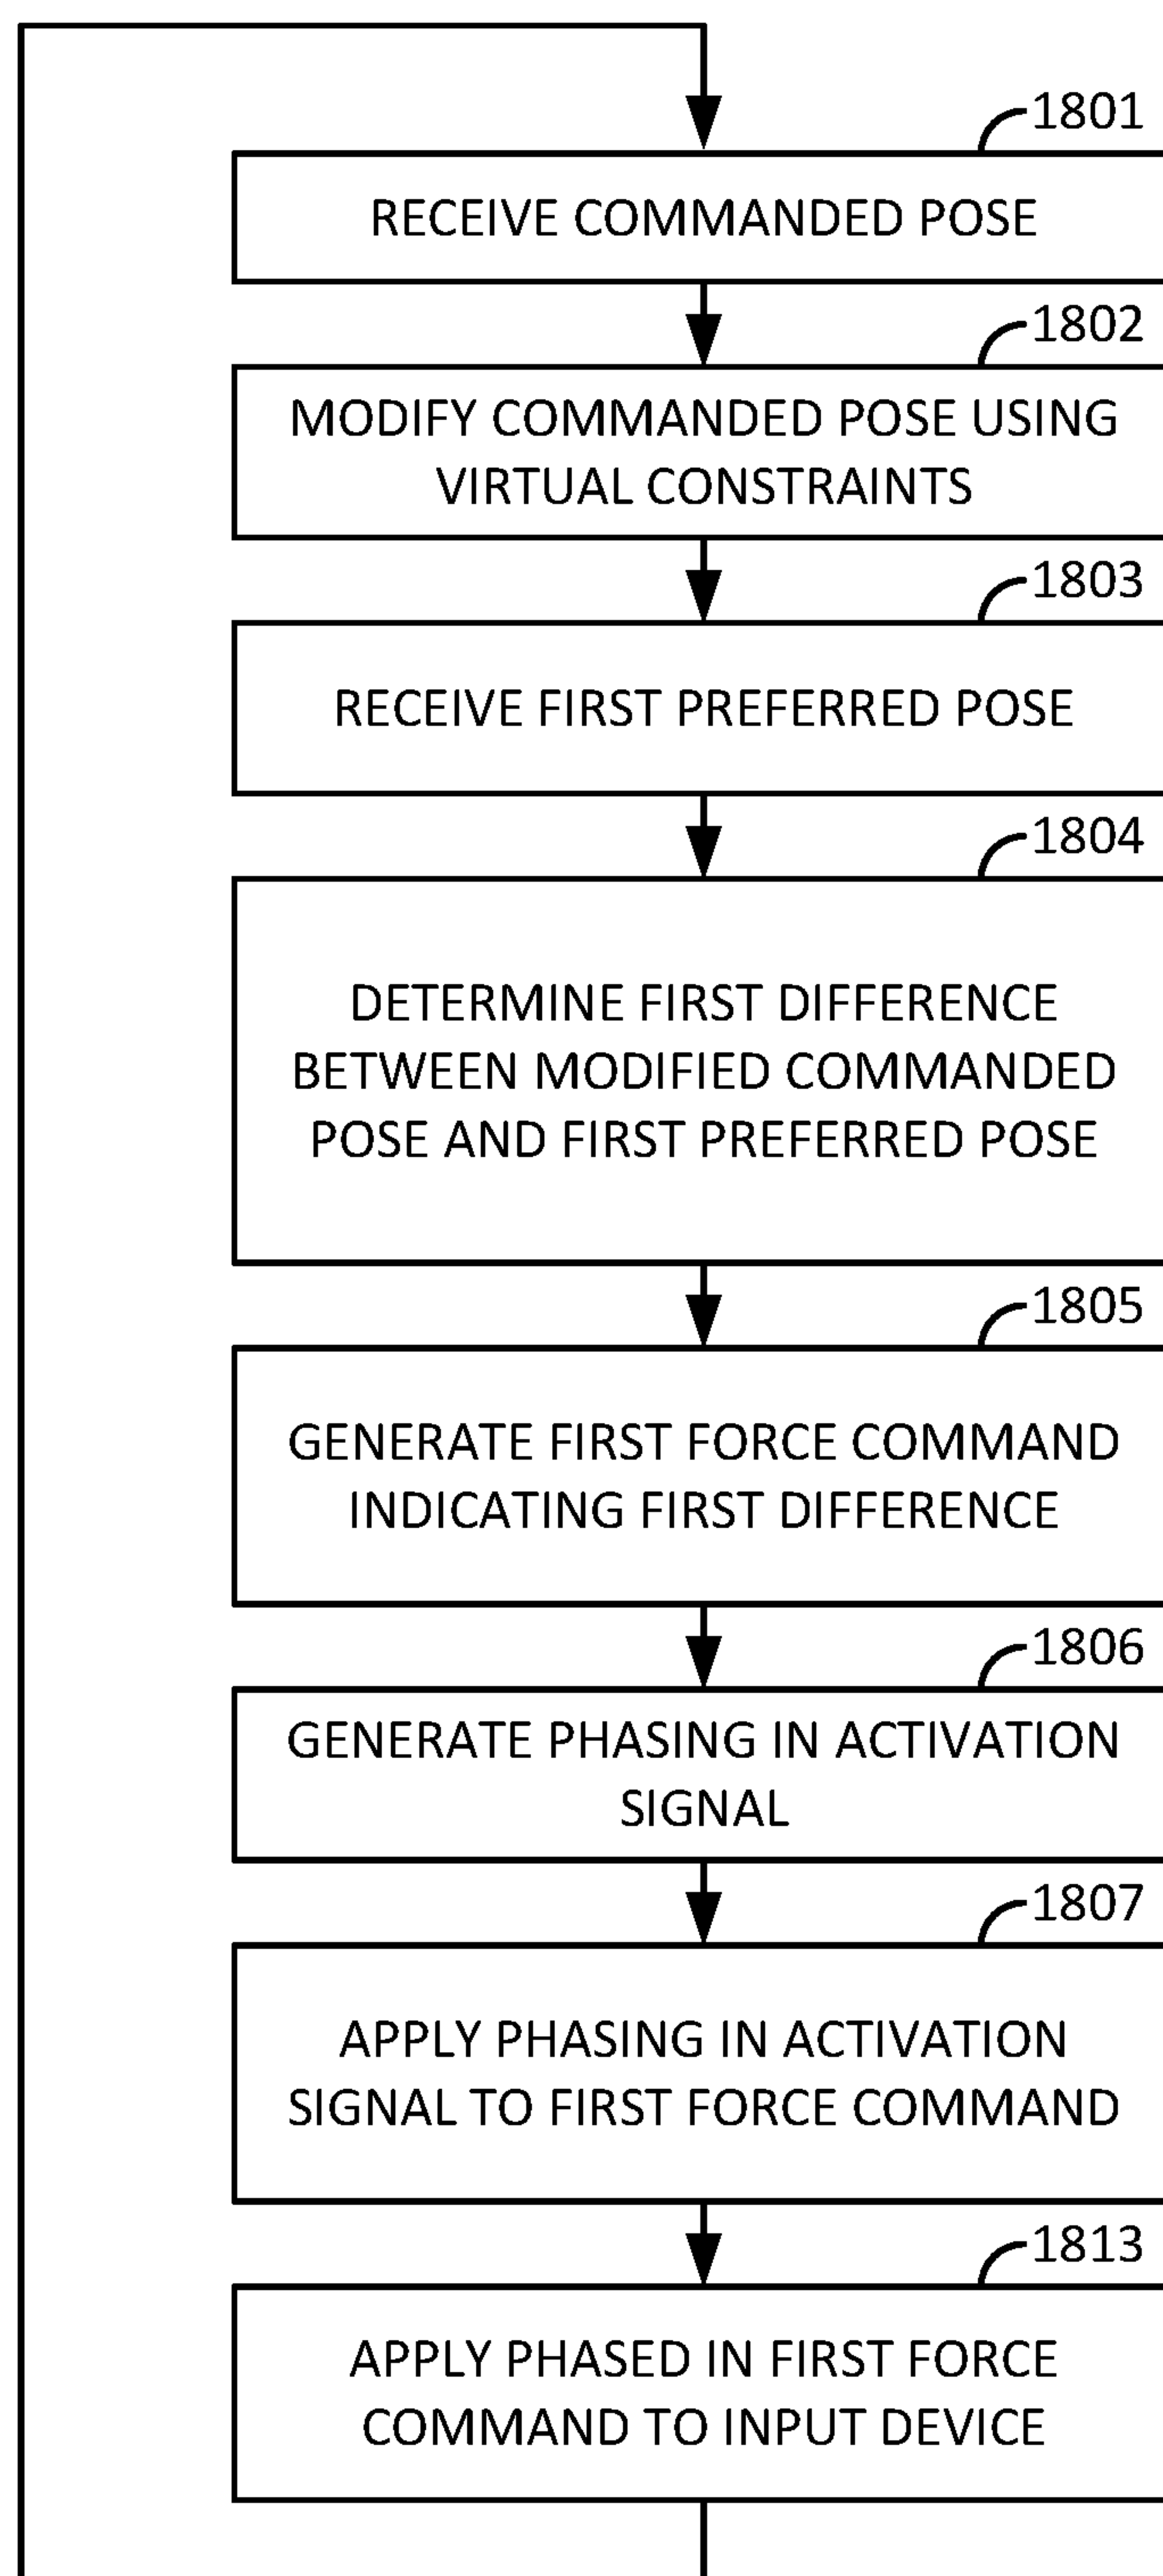 1801
RECEIVE COMMANDED POSE
1802
MODIFY COMMANDED POSE USING
VIRTUAL CONSTRAINTS
1803
RECEIVE FIRST PREFERRED POSE
1804
DETERMINE FIRST DIFFERENCE
BETWEEN MODIFIED COMMANDED
POSE AND FIRST PREFERRED POSE
1805
GENERATE FIRST FORCE COMMAND
INDICATING FIRST DIFFERENCE
1806
GENERATE PHASING IN ACTIVATION
SIGNAL
1807
APPLY PHASING IN ACTIVATION
SIGNAL TO FIRST FORCE COMMAND
1813
APPLY PHASED IN FIRST FORCE
COMMAND TO INPUT DEVICE